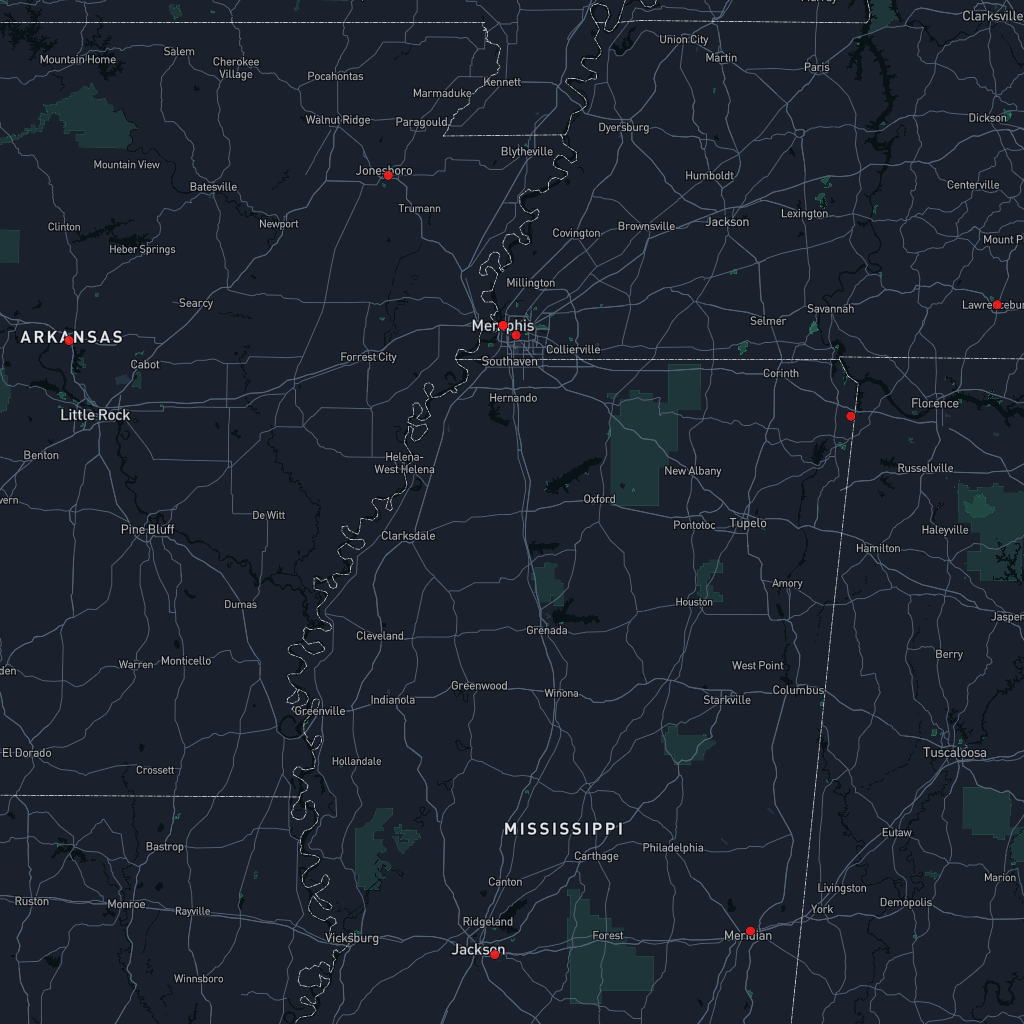 Clarksville
Union City
Salem
Martin
Mountain Home
Cherokee
Village
Paris
Pocahontas
Kennett
Marmaduke
Dickson
Walnut Ridge
Paragould
Dyersburg
Blytheville
Mountain View
Jonesboro
Humboldt
Batesville
Centerville
Trumann
Lexington
Clinton
Newport
Jackson
Covington
Brownsville
Mount P
Heber Springs
Millington
Searcy
Lawrencebur
Savannah
Selmer
Memphis
ARKANSAS
Collierville
Forrest City
Southaven
Cabot
Corinth
Hernando
Florence
Little Rock
Benton
Helena-
West Helena
Russellville
New Albany
vern
Oxford
De Witt
Tupelo
Pontotoc
Pine Bluff
Haleyville
Clarksdale
Hamilton
Amory
Dumas
Houston
Jasper
Grenada
Cleveland
Berry
Monticello
Warren
West Point
den
Greenwood
Columbus
Winona
Indianola
Starkville
Greenville
El Dorado
Tuscaloosa
Hollandale
Crossett
MISSISSIPPI
Eutaw
Bastrop
Philadelphia
Carthage
Marion
Canton
Livingston
Ruston
Monroe
Demopolis
Rayville
York
Ridgeland
Forest
Meridian
Vicksburg
Jackson
Winnsboro